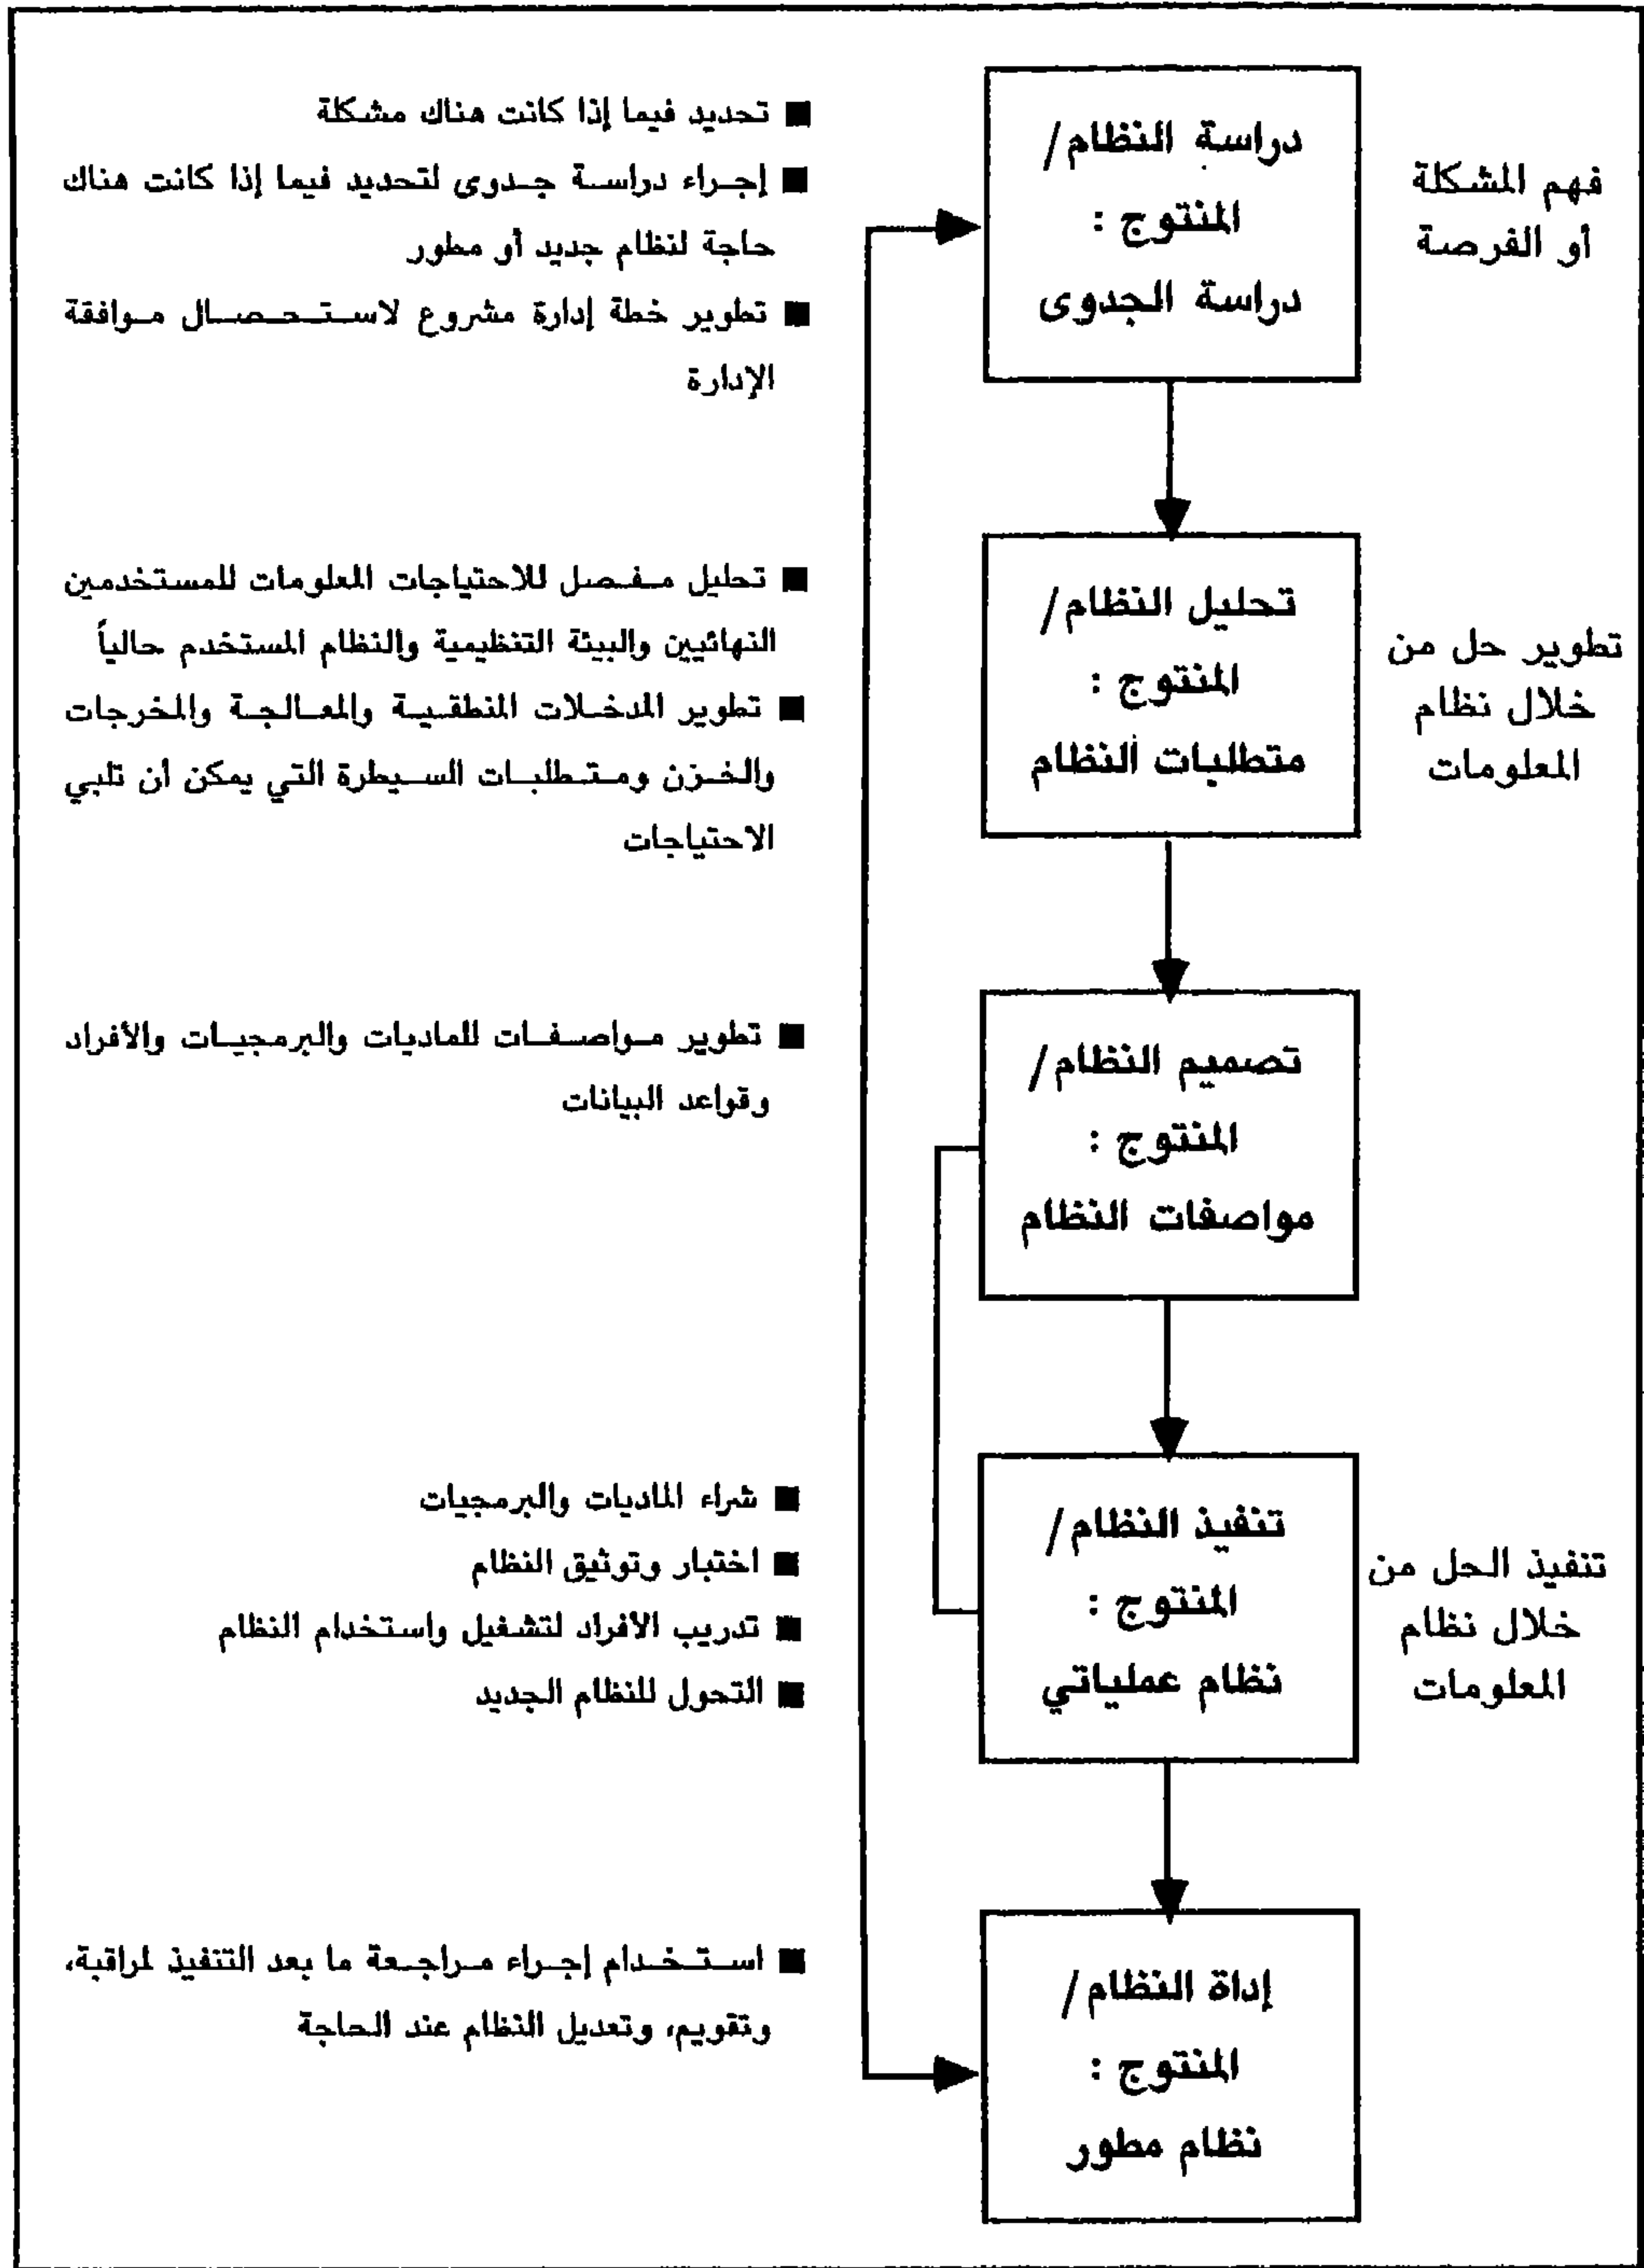 فهم المشكلة
أو الفرصة
دراسة النظام/
المنتوج :
دراسة الجدوى
■ تحديد فيما إذا كانت هناك مشكلة
■ إجراء دراسة جدوى لتحديد فيما إذا كانت هناك
حاجة لنظام جديد أو مطور
■ تطوير خطة إدارة مشروع لاستحصال موافقة
الإدارة
تطوير حل من
خلال نظام
المعلومات
تحليل النظام/
المنتوج :
متطلبات النظام
■ تحليل مفصل للاحتياجات المعلومات للمستخدمين
النهائيين والبيئة التنظيمية والنظام المستخدم حالياً
■ تطوير المدخلات المنطقية والمعالجة والمخرجات
والخزن ومتطلبات السيطرة التي يمكن أن تلبي
الاحتياجات
تصميم النظام/
المنتوج :
مواصفات النظام
■ تطوير مواصفات للماديات والبرمجيات والأفراد
وقواعد البيانات
تنفيذ الحل من
خلال نظام
المعلومات
تنفيذ النظام/
المنتوج :
نظام عملياتي
■ شراء الماديات والبرمجيات
■ اختبار وتوثيق النظام
■ تدريب الأفراد لتشغيل واستخدام النظام
■ التحول للنظام الجديد
إداة النظام/
المنتوج :
نظام مطور
■ استخدام إجراء مراجعة ما بعد التنفيذ لمراقبة،
وتقويم، وتعديل النظام عند الحاجة